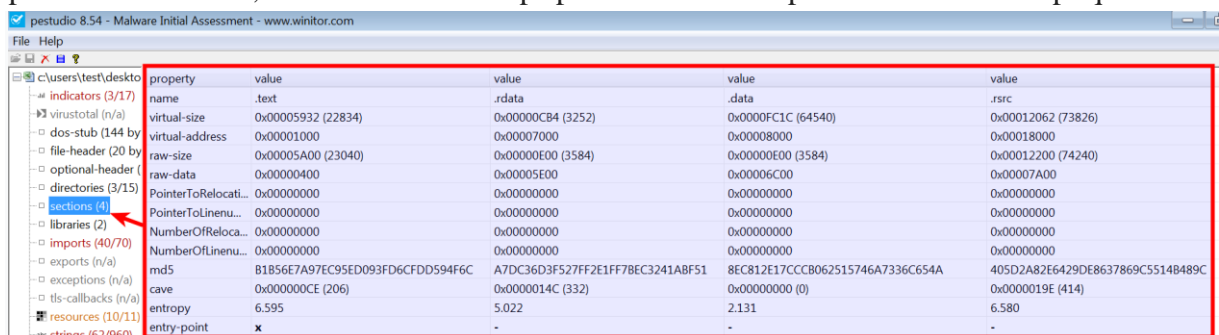 pestudio 8.54 - Malware Initial Assessment - www.winitor.com
File Help
c:\users\test\deskto
indicators (3/17)
virustotal (n/a)
dos-stub (144 by
file-header (20 by
optional-header (
directories (3/15)
sections (4)
libraries (2)
imports (40/70)
exports (n/a)
exceptions (n/a)
tls-callbacks (n/a)
resources (10/11)
strings (62/960)
property value value value value
name .text .rdata .data .rsrc
virtual-size 0x00005932 (22834) 0x00000CB4 (3252) 0x0000FC1C (64540) 0x00012062 (73826)
virtual-address 0x00001000 0x00007000 0x00008000 0x00018000
raw-size 0x00005A00 (23040) 0x00000E00 (3584) 0x00000E00 (3584) 0x00012200 (74240)
raw-data 0x00000400 0x00005E00 0x00006C00 0x00007A00
PointerToRelocati... 0x00000000 0x00000000 0x00000000 0x00000000
PointerToLinenu... 0x00000000 0x00000000 0x00000000 0x00000000
NumberOfReloca... 0x00000000 0x00000000 0x00000000 0x00000000
NumberOfLinenu... 0x00000000 0x00000000 0x00000000 0x00000000
md5 B1B56E7A97EC95ED093FD6CFDD594F6C A7DC36D3F527FF2E1FF7BEC3241ABF51 8EC812E17CCCB062515746A7336C654A 405D2A82E6429DE8637869C5514B489C
cave 0x000000CE (206) 0x0000014C (332) 0x00000000 (0) 0x0000019E (414)
entropy 6.595 5.022 2.131 6.580
entry-point x - - -